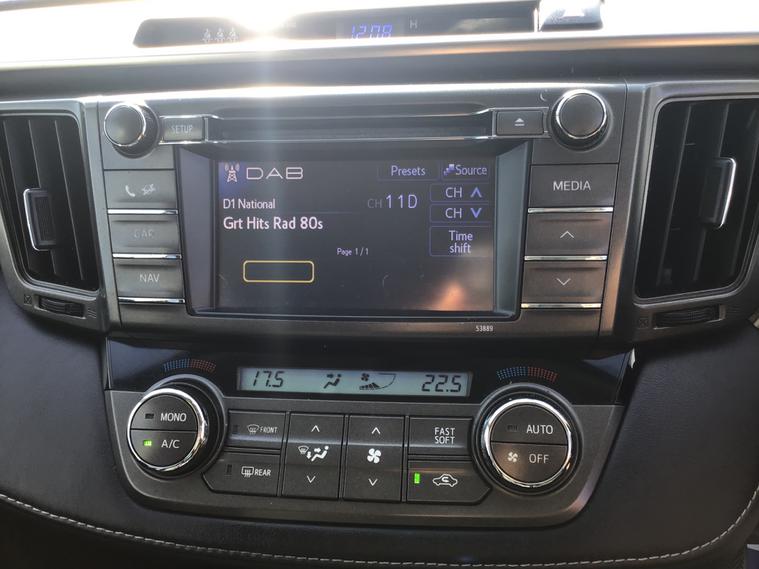 12:08 H
SETUP
DAB Presets Source
D1 National CH 11D CH
Grt Hits Rad 80s CH
Time
shift
Page 1/1
MEDIA
CAR
NAV
53889
17.5 22.5
MONO
A/C
FRONT
REAR
FAST
SOFT
AUTO
OFF